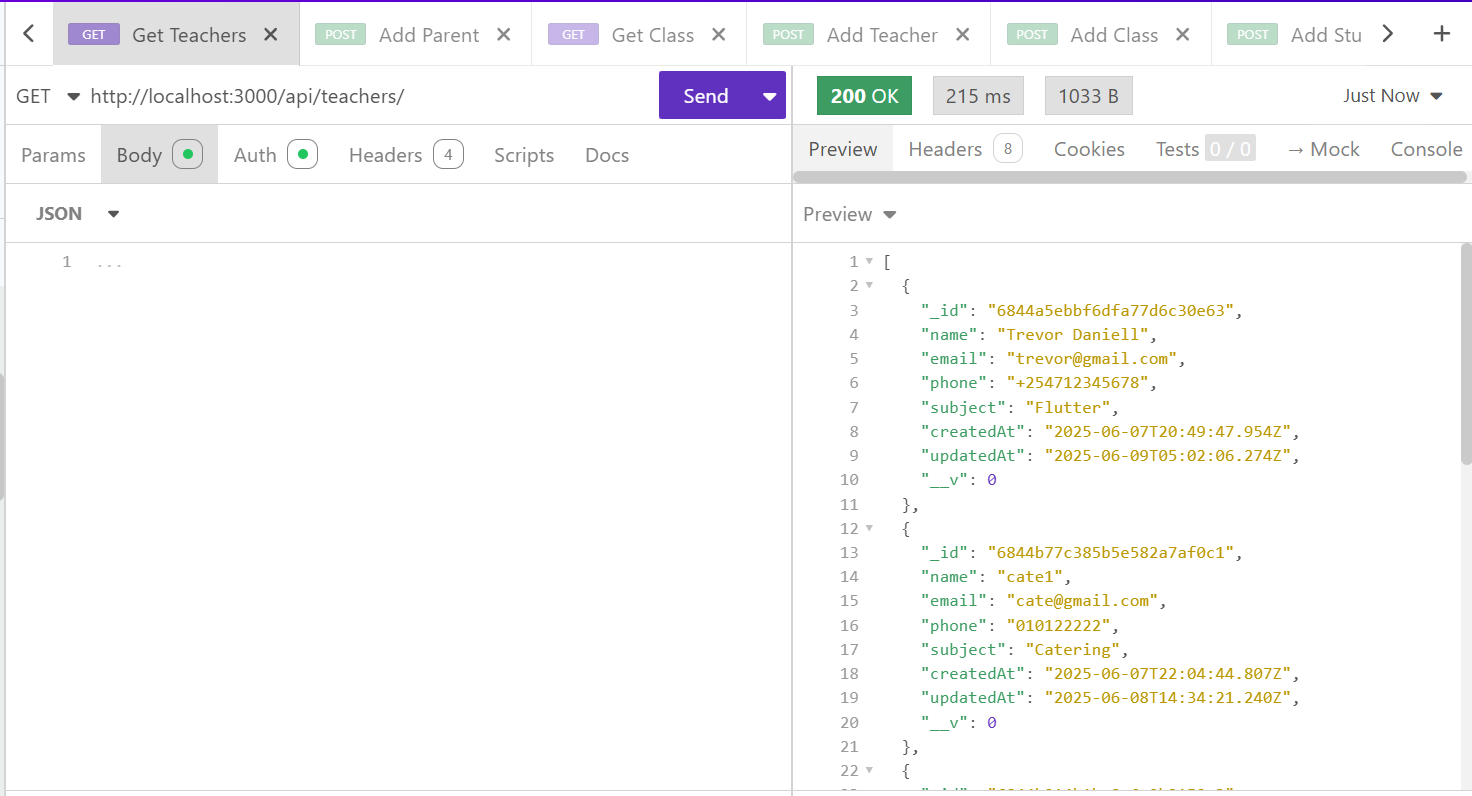 GET Get Teachers POST Add Parent GET Get Class POST Add Teacher POST Add Class POST Add Stu
GET http://localhost:3000/api/teachers/ Send 200 OK 215 ms 1033 B Just Now
Params Body Auth Headers 4 Scripts Docs
Preview Headers 8 Cookies Tests 0 / 0 → Mock Console
JSON
Preview
1 ...
1 [
2 {
3 "_id": "6844a5ebbf6dfa77d6c30e63",
4 "name": "Trevor Daniell",
5 "email": "trevor@gmail.com",
6 "phone": "+254712345678",
7 "subject": "Flutter",
8 "createdAt": "2025-06-07T20:49:47.954Z",
9 "updatedAt": "2025-06-09T05:02:06.274Z",
10 "__v": 0
11 },
12 {
13 "_id": "6844b77c385b5e582a7af0c1",
14 "name": "cate1",
15 "email": "cate@gmail.com",
16 "phone": "010122222",
17 "subject": "Catering",
18 "createdAt": "2025-06-07T22:04:44.807Z",
19 "updatedAt": "2025-06-08T14:34:21.240Z",
20 "__v": 0
21 },
22 {